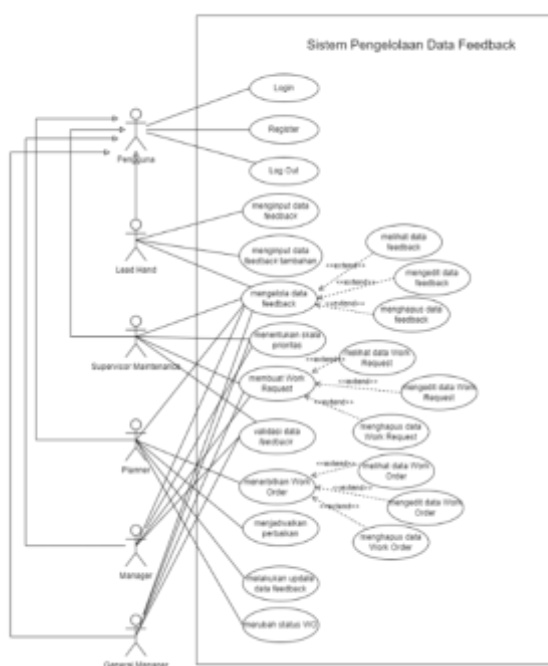 Sistem Pengelolaan Data Feedback
Login
Register
Log Out
Pengguna
menginput data
feedback
menginput data
feedback tambahan
Lead Hand
mengelola data
feedback
melihat data
feedback
<<extend>>
mengedit data
feedback
<<extend>>
menghapus data
feedback
<<extend>>
menentukan skala
prioritas
Supervisor Maintenance
membuat Work
Request
melihat data Work
Request
<<extend>>
mengedit data Work
Request
<<extend>>
menghapus data
Work Request
<<extend>>
validasi data
feedback
Planner
menerbitkan Work
Order
melihat data Work
Order
<<extend>>
mengedit data Work
Order
<<extend>>
menghapus data
Work Order
<<extend>>
menjadwalkan
perbaikan
Manager
melakukan update
data feedback
merubah status WO
General Manager